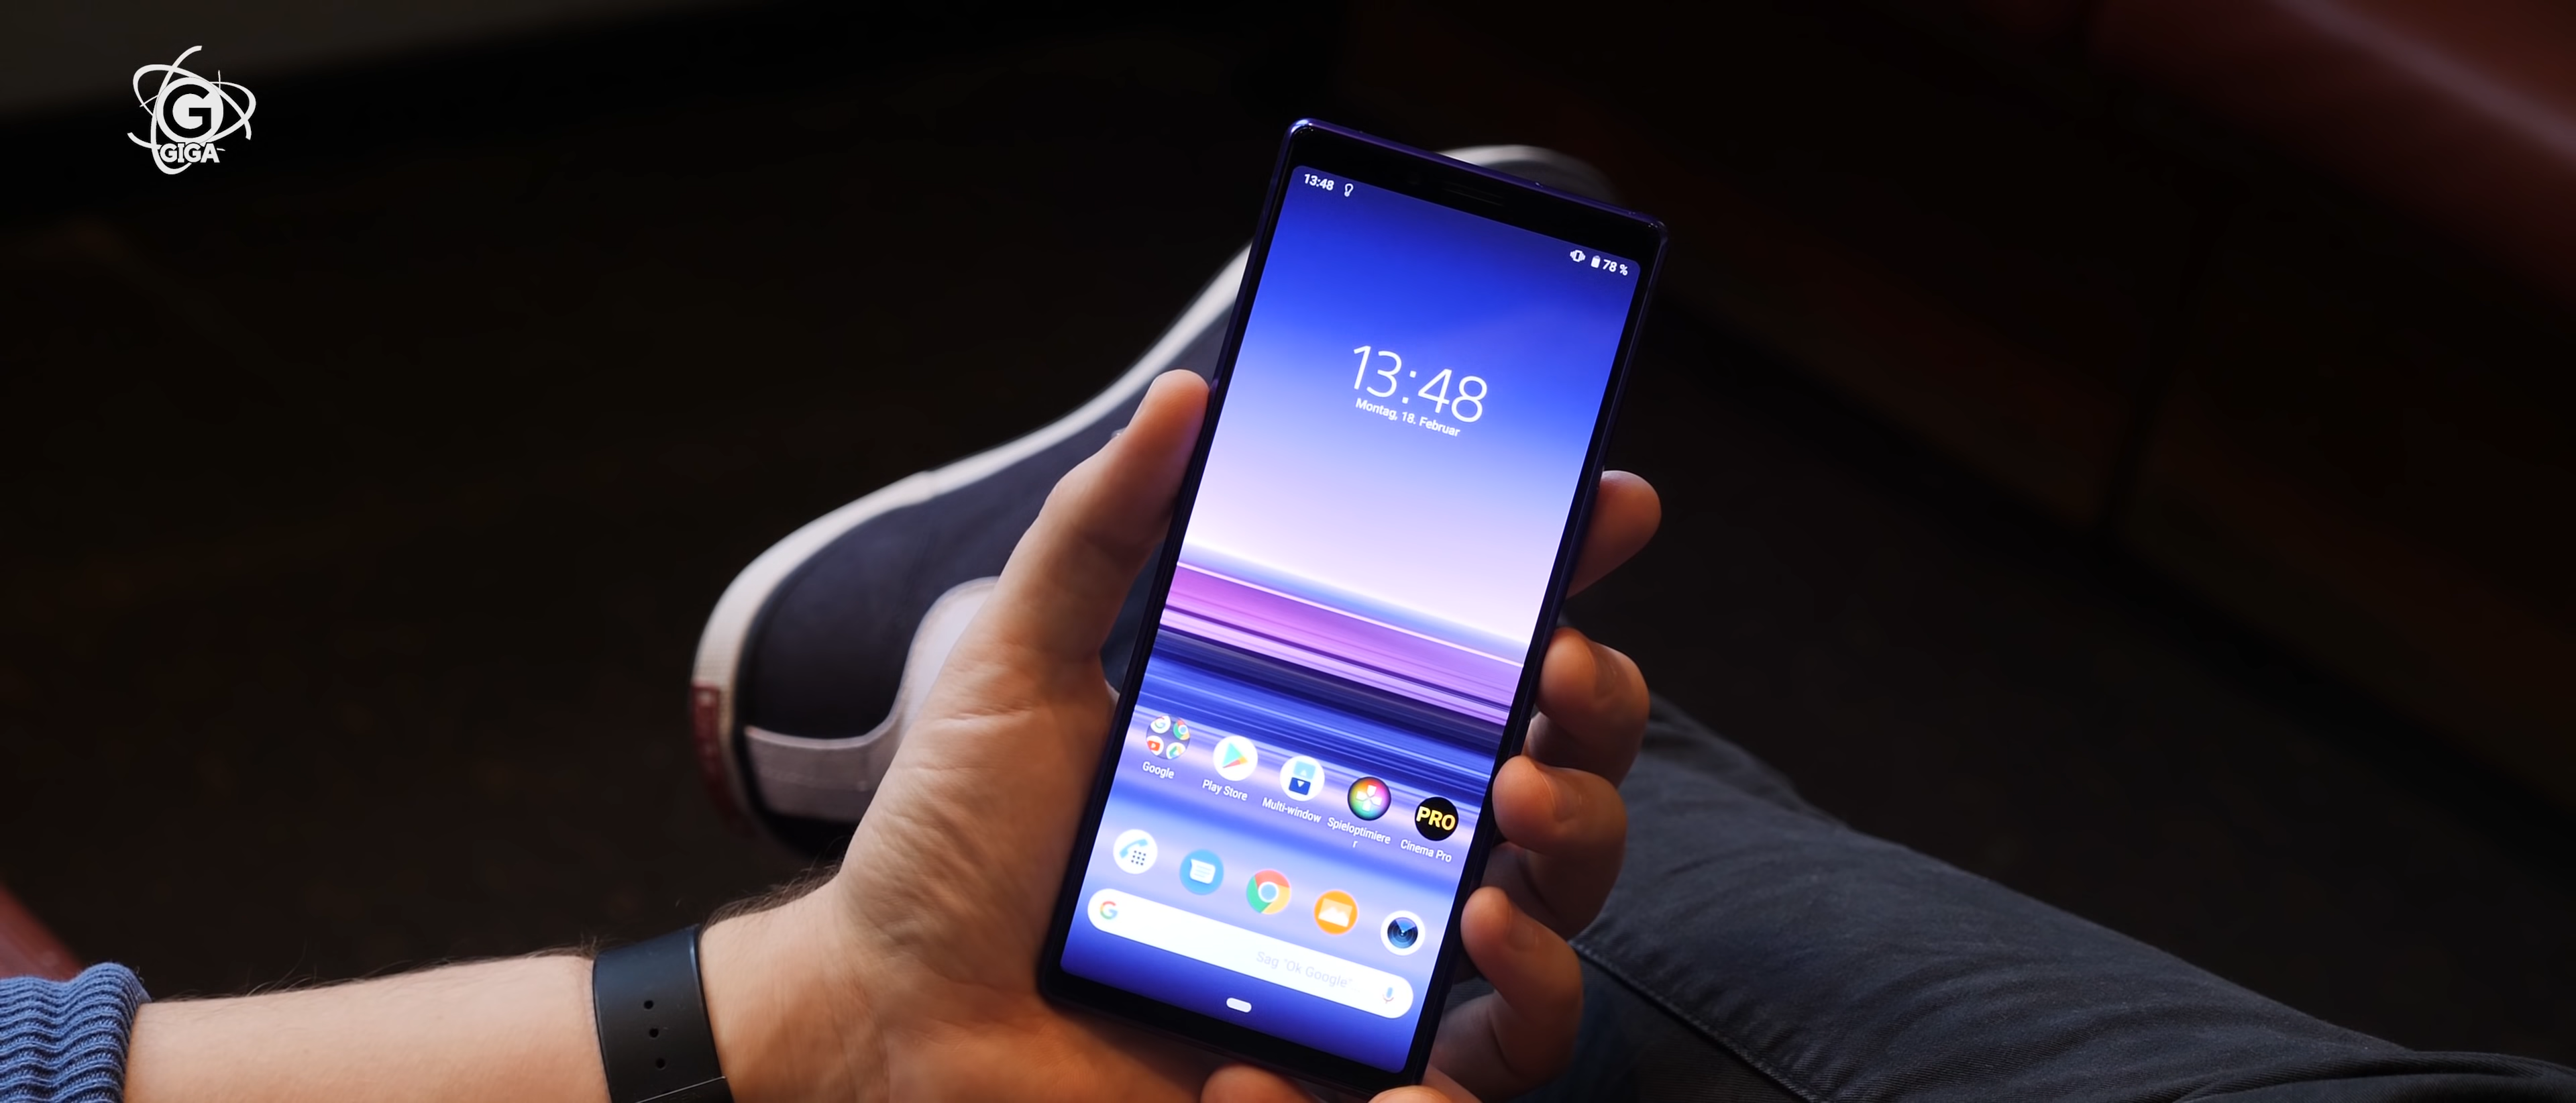 G
GIGA
13:48
78 %
13:48
Montag, 18. Februar
Google
Play Store
Multi-window
Spieloptimiere
r
PRO
Cinema Pro
G
Sag "Ok Google"